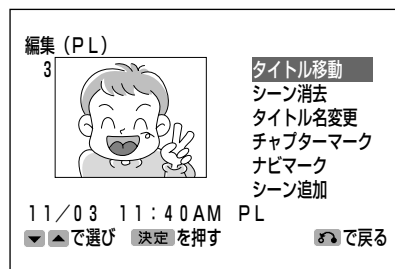 編集（PL）
3
タイトル移動
シーン消去
タイトル名変更
チャプターマーク
ナビマーク
シーン追加
11／03 11：40AM PL
▼▲で選び 決定を押す で戻る